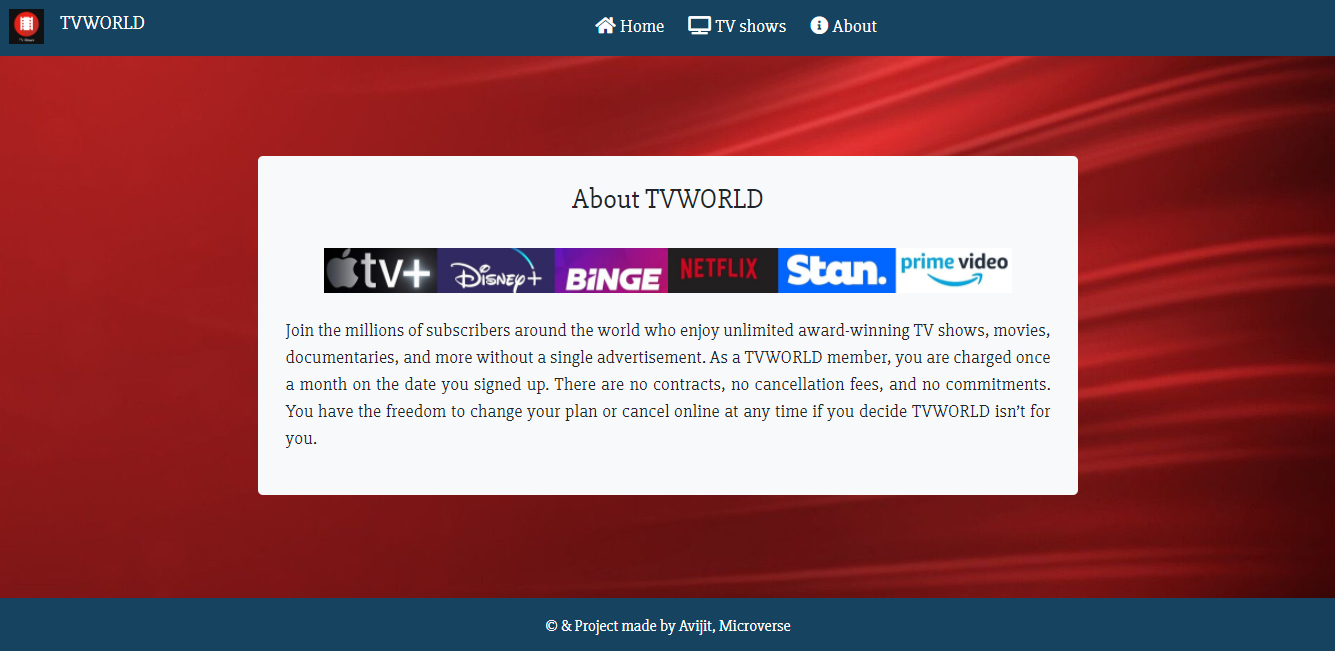 TVWORLD
Home TV shows About
About TVWORLD
tv+ Disney+ BiNGE NETFLIX Stan. prime video
Join the millions of subscribers around the world who enjoy unlimited award-winning TV shows, movies,
documentaries, and more without a single advertisement. As a TVWORLD member, you are charged once
a month on the date you signed up. There are no contracts, no cancellation fees, and no commitments.
You have the freedom to change your plan or cancel online at any time if you decide TVWORLD isn’t for
you.
© & Project made by Avijit, Microverse